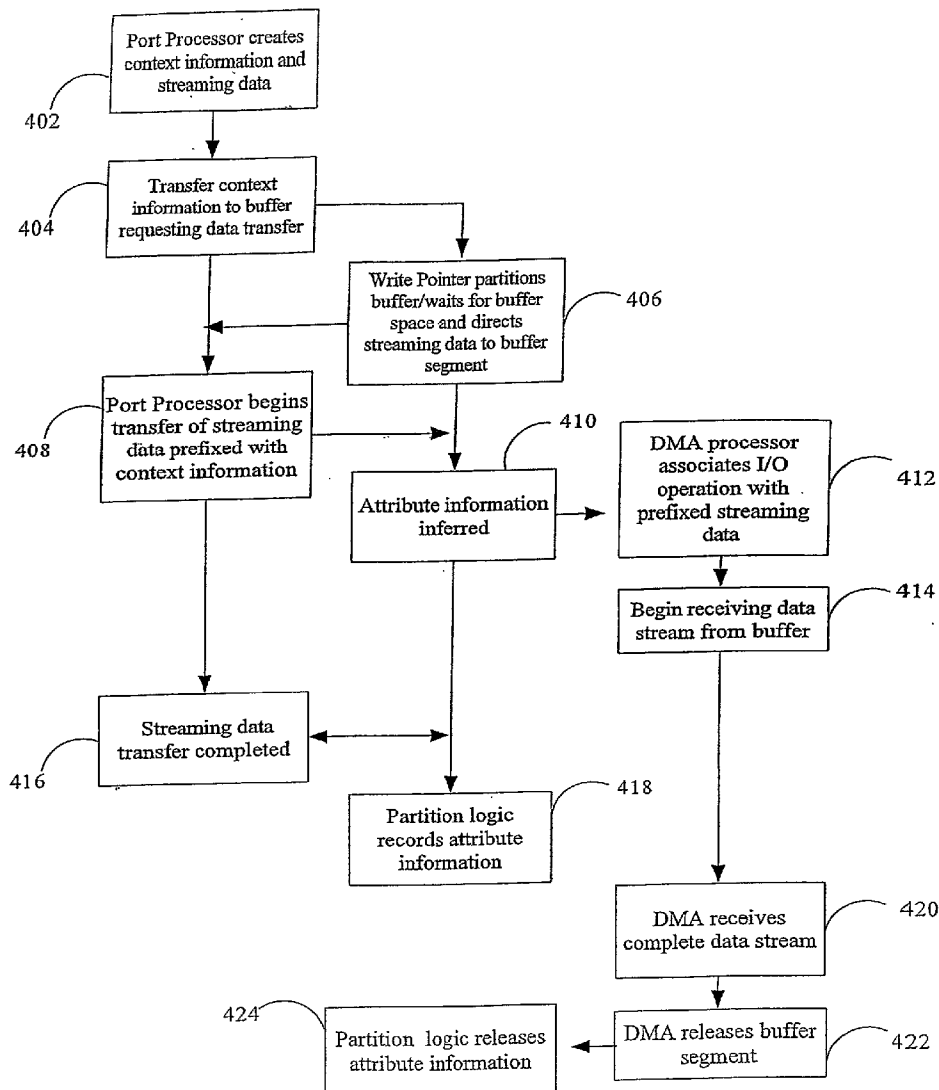 Port Processor creates
context information and
streaming data
402
Transfer context
information to buffer
requesting data transfer
404
Write Pointer partitions
buffer/waits for buffer
space and directs
streaming data to buffer
segment
406
Port Processor begins
transfer of streaming
data prefixed with
context information
408
410
Attribute information
inferred
DMA processor
associates I/O
operation with
prefixed streaming
data
412
Begin receiving data
stream from buffer
414
Streaming data
transfer completed
416
Partition logic
records attribute
information
418
DMA receives
complete data stream
420
DMA releases buffer
segment
422
424
Partition logic releases
attribute information